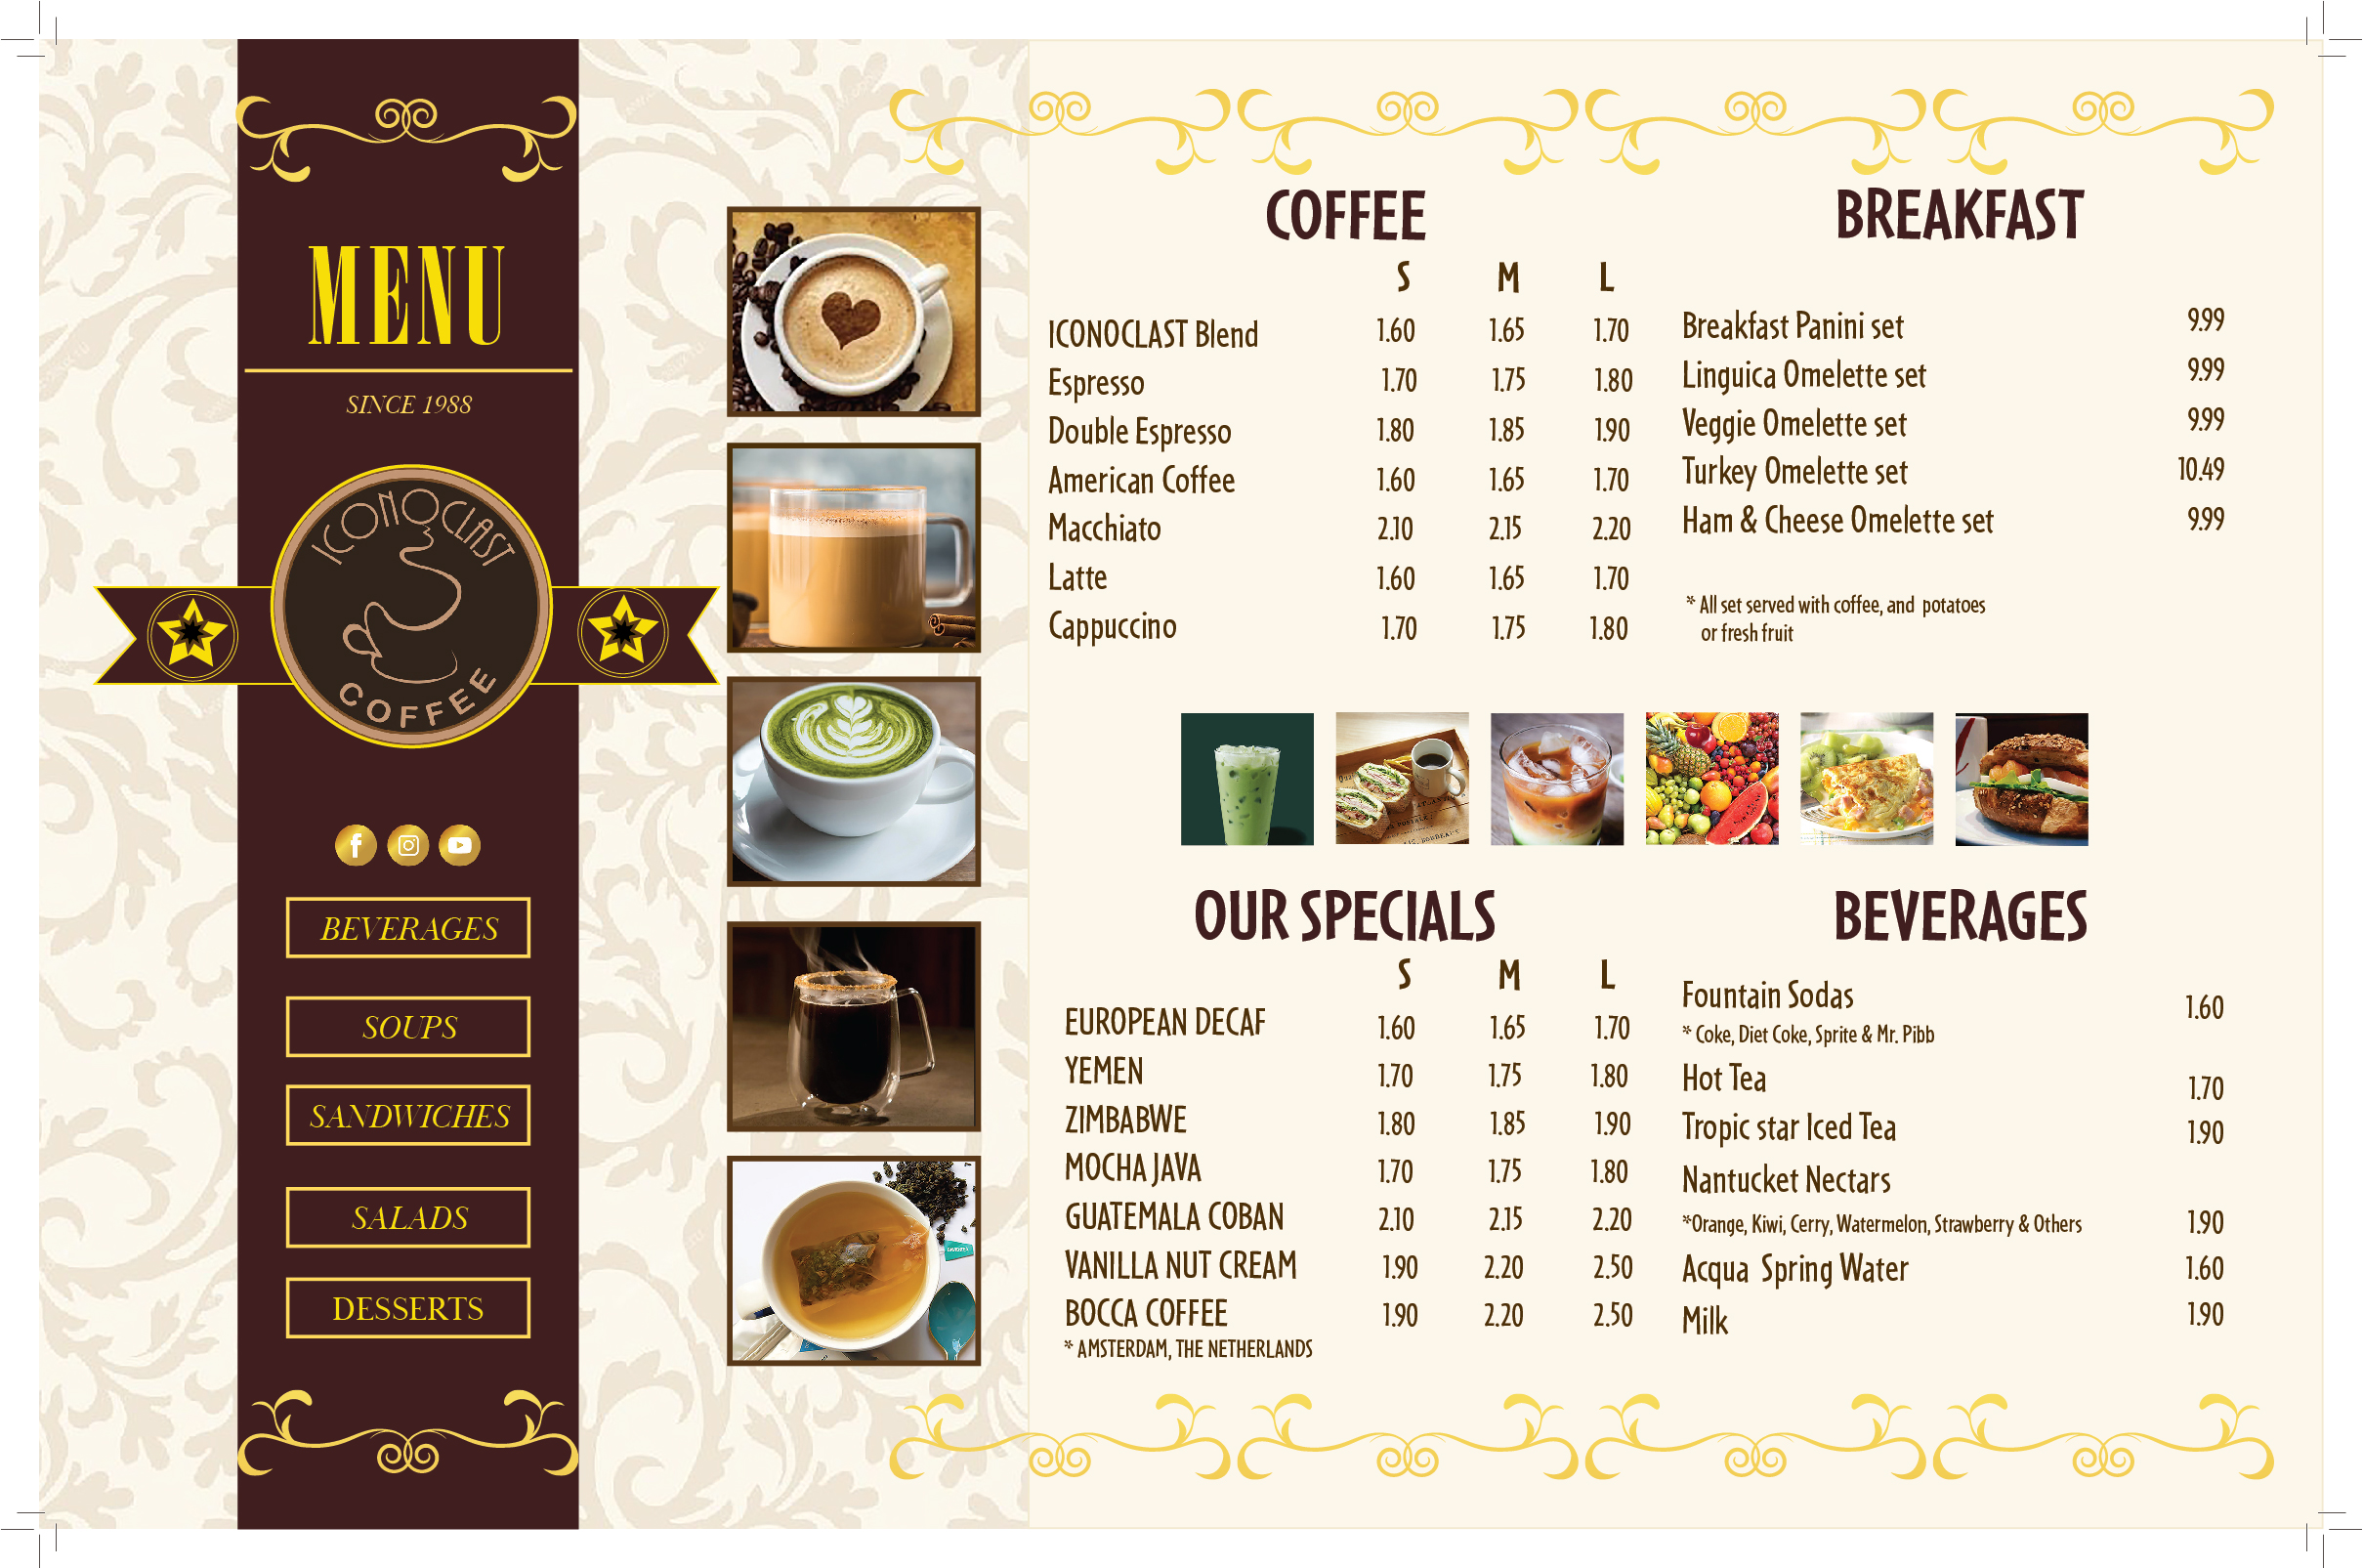 MENU
SINCE 1988
ICONOCLAST
COFFEE
BEVERAGES
SOUPS
SANDWICHES
SALADS
DESSERTS
COFFEE
S M L
ICONOCLAST Blend 1.60 1.65 1.70
Espresso 1.70 1.75 1.80
Double Espresso 1.80 1.85 1.90
American Coffee 1.60 1.65 1.70
Macchiato 2.10 2.15 2.20
Latte 1.60 1.65 1.70
Cappuccino 1.70 1.75 1.80
BREAKFAST
Breakfast Panini set 9.99
Linguica Omelette set 9.99
Veggie Omelette set 9.99
Turkey Omelette set 10.49
Ham & Cheese Omelette set 9.99
* All set served with coffee, and potatoes
or fresh fruit
OUR SPECIALS
S M L
EUROPEAN DECAF 1.60 1.65 1.70
YEMEN 1.70 1.75 1.80
ZIMBABWE 1.80 1.85 1.90
MOCHA JAVA 1.70 1.75 1.80
GUATEMALA COBAN 2.10 2.15 2.20
VANILLA NUT CREAM 1.90 2.20 2.50
BOCCA COFFEE 1.90 2.20 2.50
* AMSTERDAM, THE NETHERLANDS
BEVERAGES
Fountain Sodas 1.60
* Coke, Diet Coke, Sprite & Mr. Pibb
Hot Tea 1.70
Tropic star Iced Tea 1.90
Nantucket Nectars
*Orange, Kiwi, Cerry, Watermelon, Strawberry & Others 1.90
Acqua Spring Water 1.60
Milk 1.90